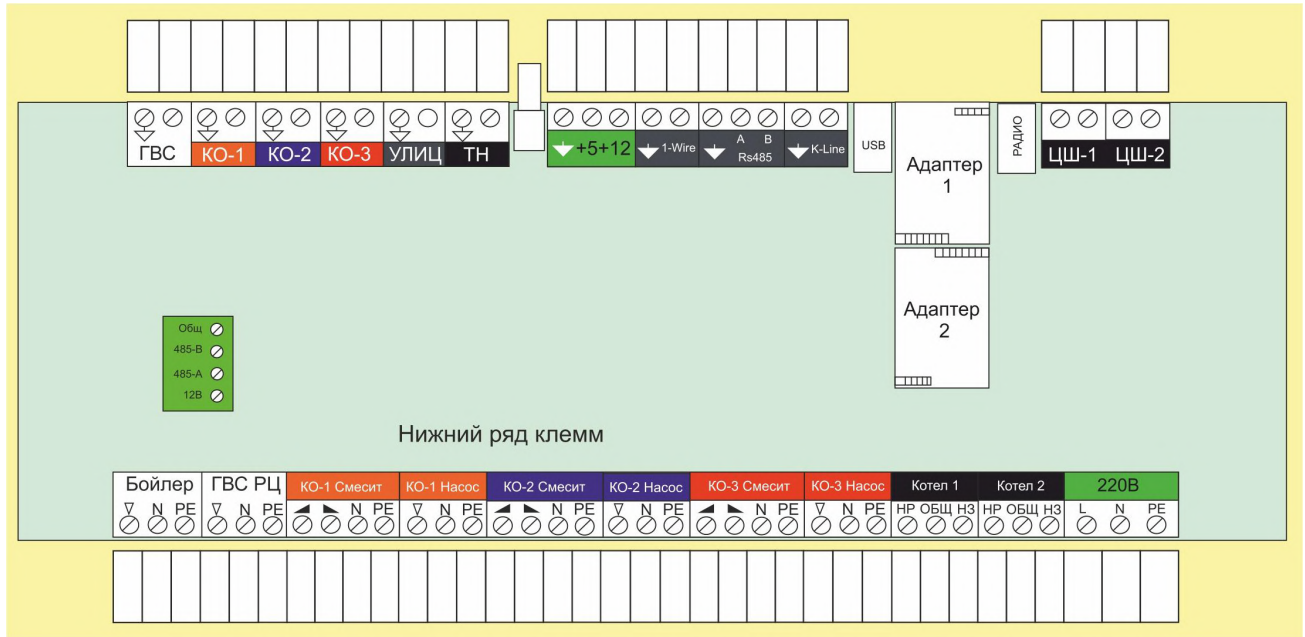 ГВС КО-1 КО-2 КО-3 УЛИЦ ТН
+5+12 1-Wire A B Rs485 K-Line
USB
Адаптер
1
РАДИО
ЦШ-1 ЦШ-2
Адаптер
2
Общ
485-В
485-А
12В
Нижний ряд клемм
Бойлер ГВС РЦ КО-1 Смесит КО-1 Насос КО-2 Смесит КО-2 Насос КО-3 Смесит КО-3 Насос Котел 1 Котел 2 220В
N PE N PE N PE N PE N PE N PE N PE N PE НР ОБЩ НЗ НР ОБЩ НЗ L N PE